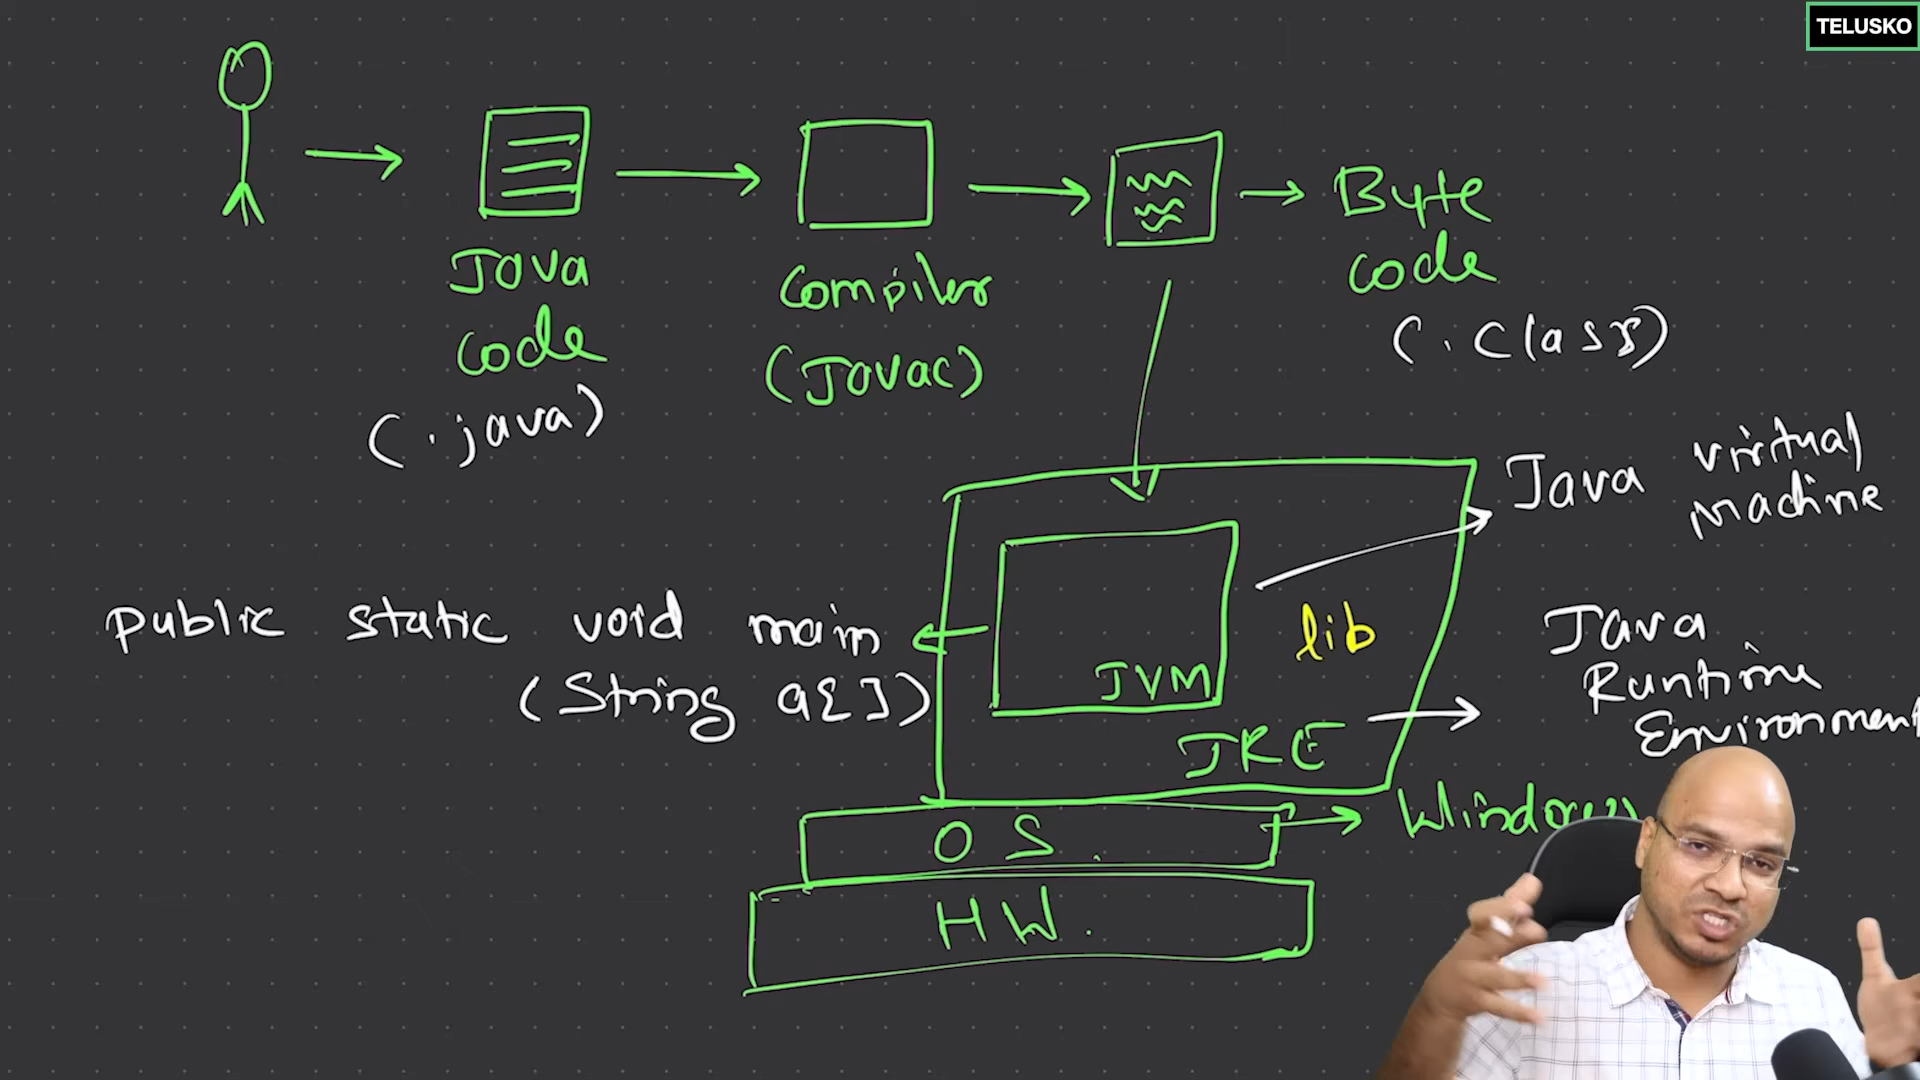 TELUSKO
Java
code
(.java)
Compiler
(Javac)
Byte
code
(.class)
Java virtual
Machine
public static void main
(String a[])
JVM
lib
JRE
Java
Runtime
Environment
OS.
Windows
HW.